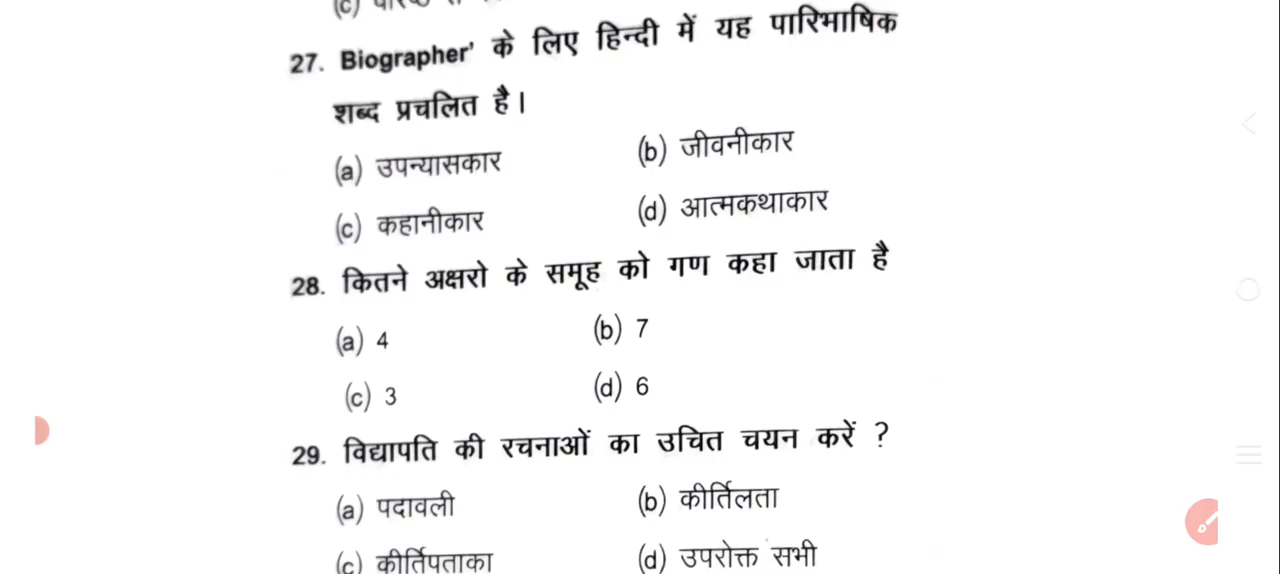 (c)
27. Biographer' के लिए हिन्दी में यह पारिभाषिक
शब्द प्रचलित है।
(a) उपन्यासकार (b) जीवनीकार
(c) कहानीकार (d) आत्मकथाकार
28. कितने अक्षरो के समूह को गण कहा जाता है
(a) 4 (b) 7
(c) 3 (d) 6
29. विद्यापति की रचनाओं का उचित चयन करें ?
(a) पदावली (b) कीर्तिलता
(c) कीर्तिपताका (d) उपरोक्त सभी